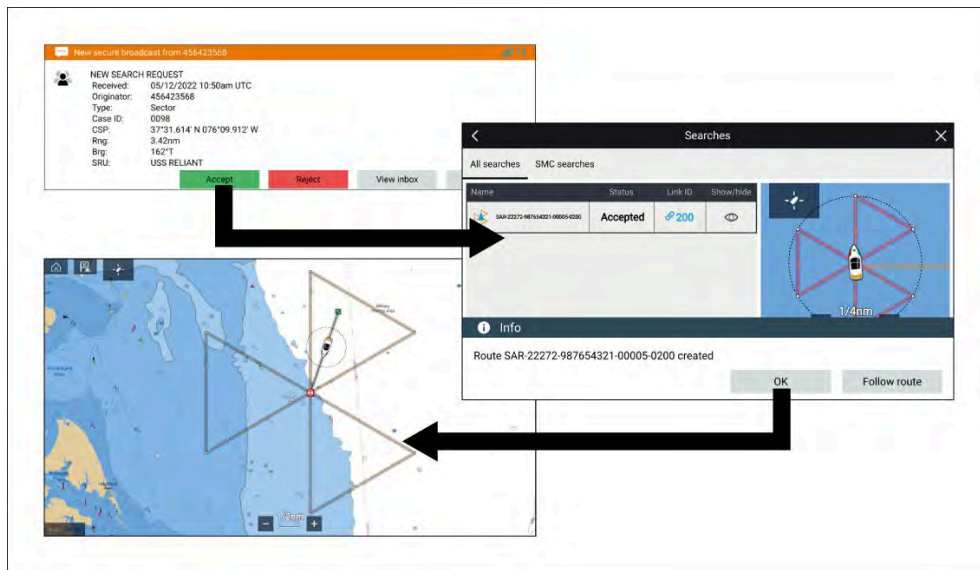 New secure broadcast from 456423568
NEW SEARCH REQUEST
Received: 05/12/2022 10:50am UTC
Originator: 456423568
Type: Sector
Case ID: 0098
CSP: 37°31.614' N 076°09.912' W
Rng: 3.42nm
Brg: 162°T
SRU: USS RELIANT
Accept Reject View inbox
Searches
All searches SMC searches
Name Status Link ID Show/hide
SAR-22272-987654321-00005-0200 Accepted 200
1/4nm
Info
Route SAR-22272-987654321-00005-0200 created
OK Follow route
1.2nm